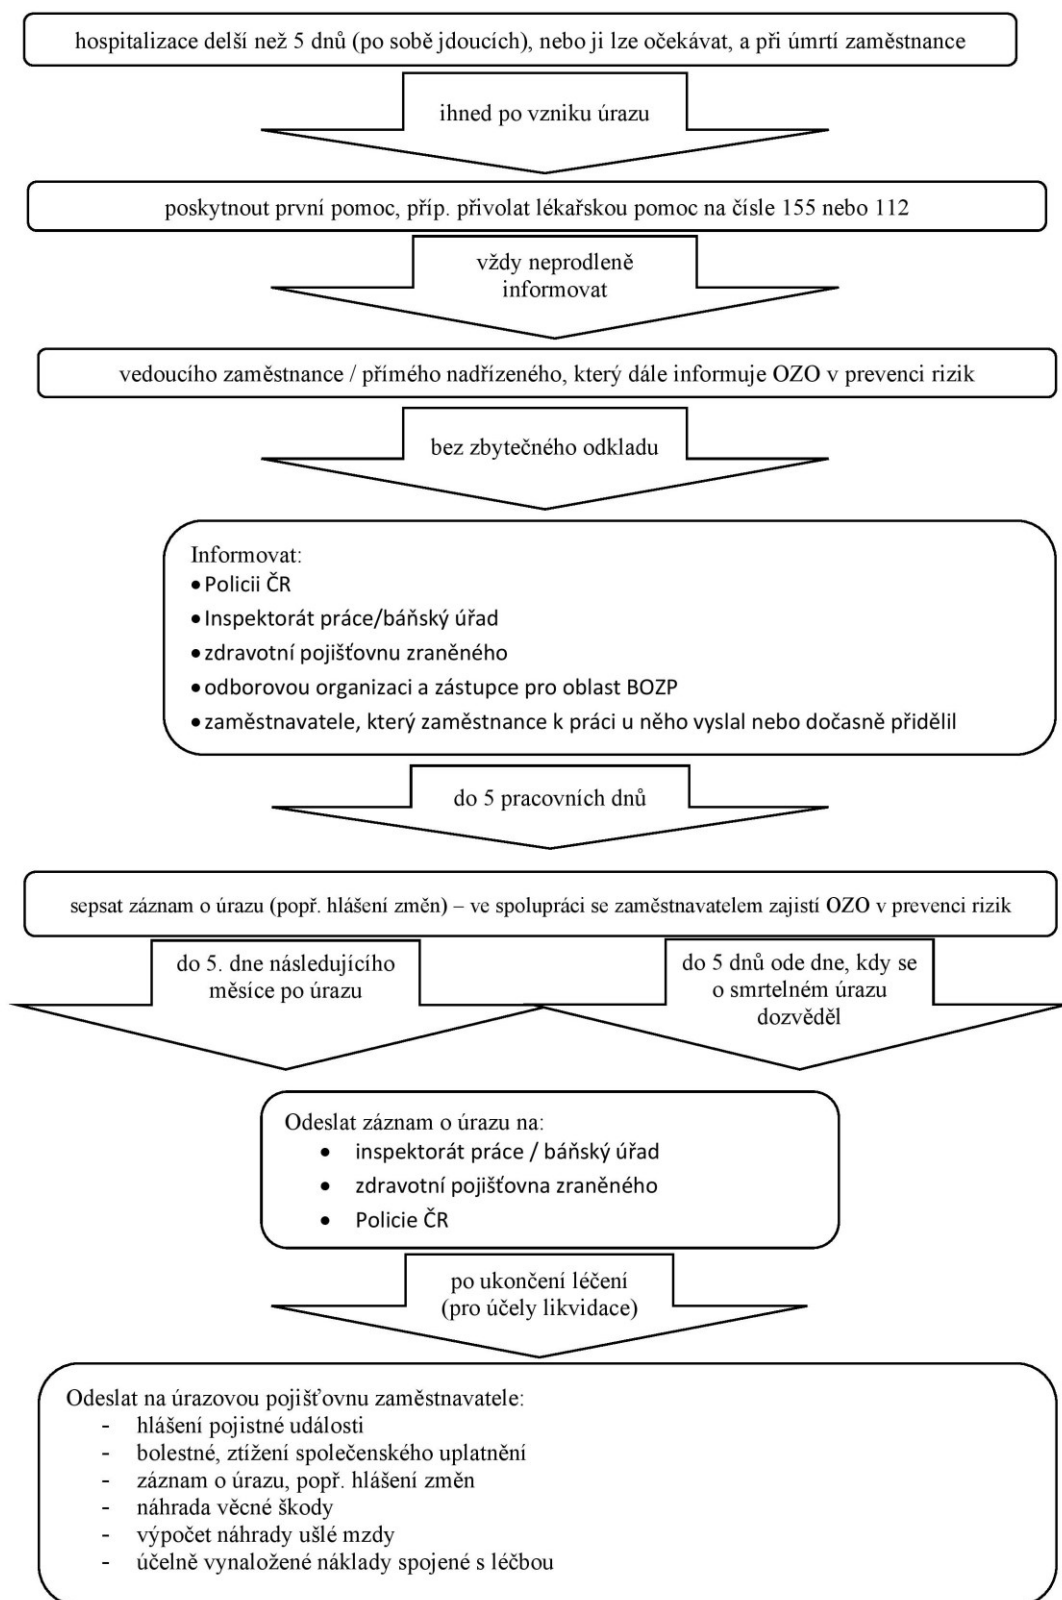 hospitalizace delší než 5 dnů (po sobě jdoucích), nebo ji lze očekávat, a při úmrtí zaměstnance
ihned po vzniku úrazu
poskytnout první pomoc, příp. přivolat lékařskou pomoc na čísle 155 nebo 112
vždy neprodleně
informovat
vedoucího zaměstnance / přímého nadřízeného, který dále informuje OZO v prevenci rizik
bez zbytečného odkladu
Informovat:
• Policii ČR
• Inspektorát práce/báňský úřad
• zdravotní pojišťovnu zraněného
• odborovou organizaci a zástupce pro oblast BOZP
• zaměstnavatele, který zaměstnance k práci u něho vyslal nebo dočasně přidělil
do 5 pracovních dnů
sepsat záznam o úrazu (popř. hlášení změn) – ve spolupráci se zaměstnavatelem zajistí OZO v prevenci rizik
do 5. dne následujícího
měsíce po úrazu
do 5 dnů ode dne, kdy se
o smrtelném úrazu
dozvěděl
Odeslat záznam o úrazu na:
• inspektorát práce / báňský úřad
• zdravotní pojišťovna zraněného
• Policie ČR
po ukončení léčení
(pro účely likvidace)
Odeslat na úrazovou pojišťovnu zaměstnavatele:
- hlášení pojistné události
- bolestné, ztížení společenského uplatnění
- záznam o úrazu, popř. hlášení změn
- náhrada věcné škody
- výpočet náhrady ušlé mzdy
- účelně vynaložené náklady spojené s léčbou